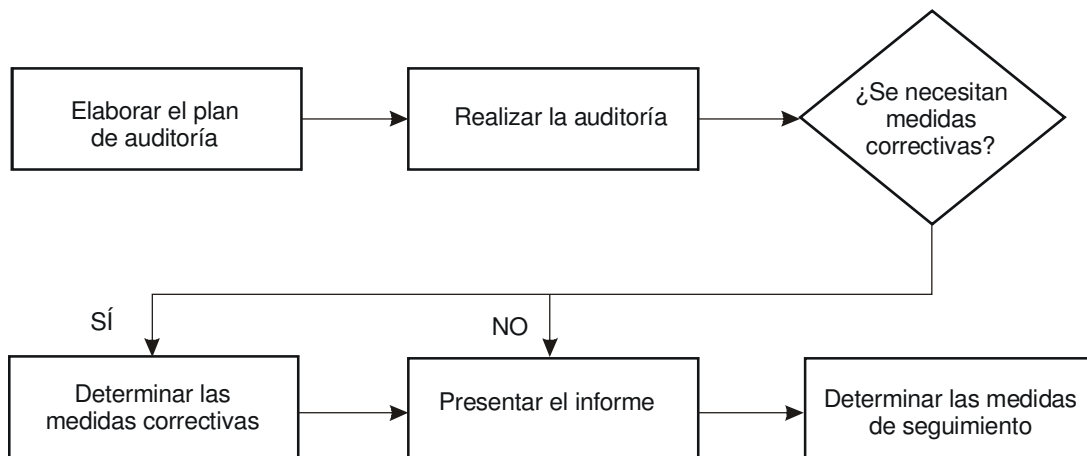 Elaborar el plan
de auditoría
Realizar la auditoría
¿Se necesitan
medidas
correctivas?
SÍ
NO
Determinar las
medidas correctivas
Presentar el informe
Determinar las medidas
de seguimiento